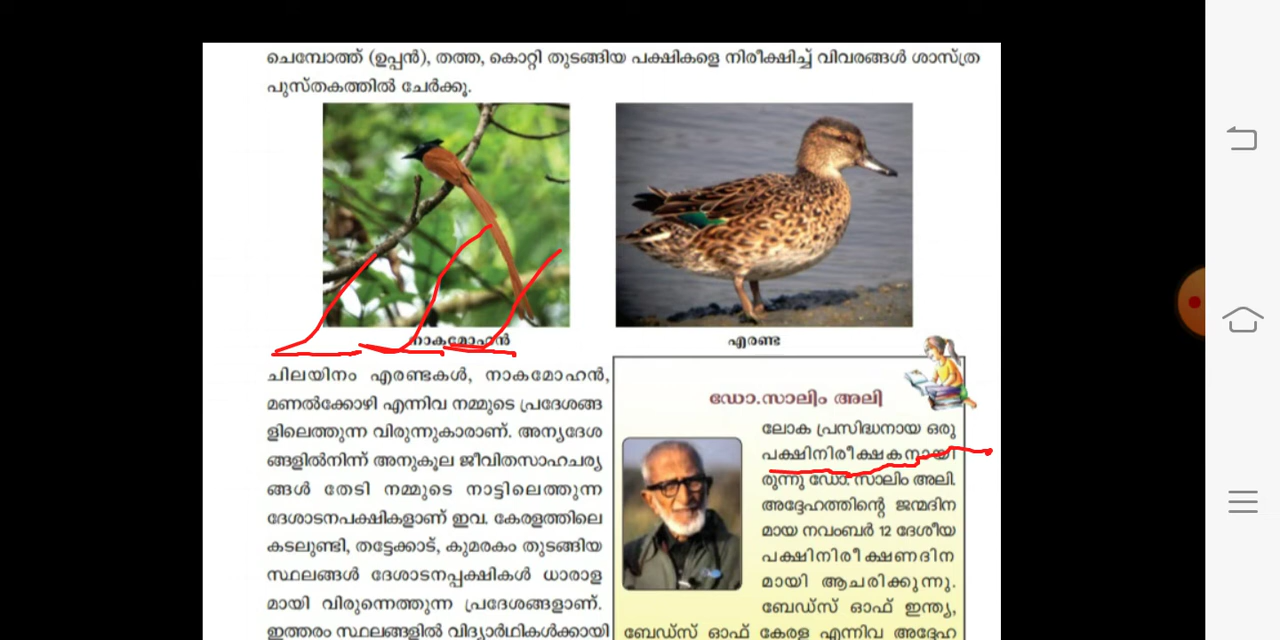 ചെമ്പോത്ത് (ഉപ്പൻ), തത്ത, കൊറ്റി തുടങ്ങിയ പക്ഷികളെ നിരീക്ഷിച്ച് വിവരങ്ങൾ ശാസ്ത്ര
പുസ്തകത്തിൽ ചേർക്കൂ.
നാകമോഹൻ
എരണ്ട
ചിലയിനം എരണ്ടകൾ, നാകമോഹൻ,
മണൽക്കോഴി എന്നിവ നമ്മുടെ പ്രദേശങ്ങ
ളിലെത്തുന്ന വിരുന്നുകാരാണ്. അന്യദേശ
ങ്ങളിൽനിന്ന് അനുകൂല ജീവിതസാഹചര്യ
ങ്ങൾ തേടി നമ്മുടെ നാട്ടിലെത്തുന്ന
ദേശാടനപക്ഷികളാണ് ഇവ. കേരളത്തിലെ
കടലുണ്ടി, തട്ടേക്കാട്, കുമരകം തുടങ്ങിയ
സ്ഥലങ്ങൾ ദേശാടനപ്പക്ഷികൾ ധാരാള
മായി വിരുന്നെത്തുന്ന പ്രദേശങ്ങളാണ്.
ഇത്തരം സ്ഥലങ്ങളിൽ വിദ്യാർഥികൾക്കായി
ഡോ.സാലിം അലി
ലോക പ്രസിദ്ധനായ ഒരു
പക്ഷിനിരീക്ഷകനായി
രുന്നു ഡോ. സാലിം അലി.
അദ്ദേഹത്തിന്റെ ജന്മദിന
മായ നവംബർ 12 ദേശീയ
പക്ഷിനിരീക്ഷണദിന
മായി ആചരിക്കുന്നു.
ബേഡ്സ് ഓഫ് ഇന്ത്യ,
ബേഡ്സ് ഓഫ് കേരള എന്നിവ അദ്ദേഹ